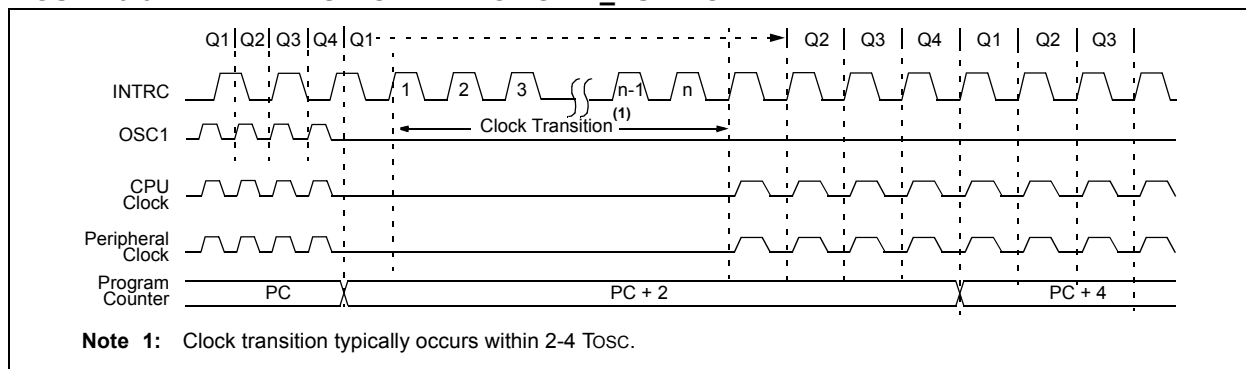 Q1 Q2 Q3 Q4 Q1 Q2 Q3 Q4 Q1 Q2 Q3
INTRC 1 2 3 n-1 n
(1)
OSC1 Clock Transition
CPU
Clock
Peripheral
Clock
Program
Counter PC PC + 2 PC + 4
Note 1: Clock transition typically occurs within 2-4 TOSC.